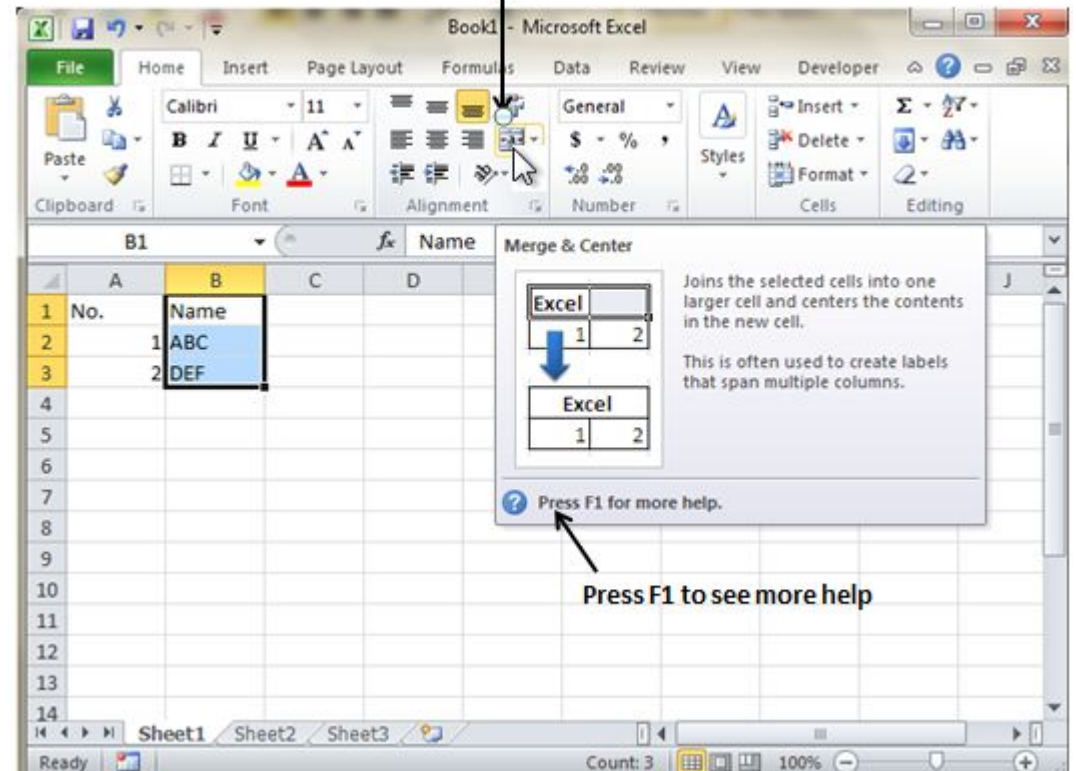 Book1 - Microsoft Excel
File Home Insert Page Layout Formulas Data Review View Developer
Calibri 11 General Insert
B I U A A $ % , Delete
Paste A Styles Format
Clipboard Font Alignment Number Cells Editing
B1 fx Name
A B C D J
1 No. Name
2 1 ABC
3 2 DEF
4
5
6
7
8
9
10
11
12
13
14
Merge & Center
Excel
1 2
Excel
1 2
Joins the selected cells into one
larger cell and centers the contents
in the new cell.
This is often used to create labels
that span multiple columns.
Press F1 for more help.
Press F1 to see more help
Sheet1 Sheet2 Sheet3
Ready Count: 3 100%